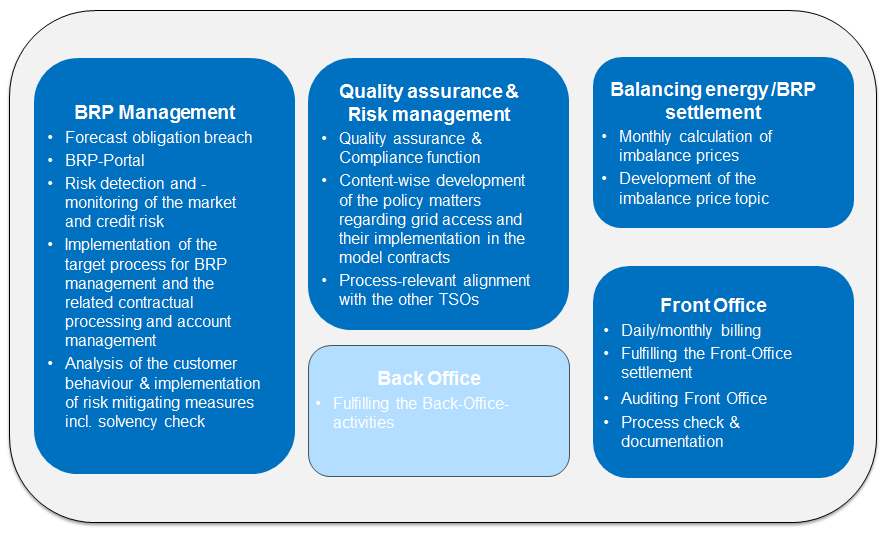 BRP Management
• Forecast obligation breach
• BRP-Portal
• Risk detection and -
monitoring of the market
and credit risk
• Implementation of the
target process for BRP
management and the
related contractual
processing and account
management
• Analysis of the customer
behaviour & implementation
of risk mitigating measures
incl. solvency check
Quality assurance &
Risk management
• Quality assurance &
Compliance function
• Content-wise development
of the policy matters
regarding grid access and
their implementation in the
model contracts
• Process-relevant alignment
with the other TSOs
Back Office
• Fulfilling the Back-Office-
activities
Balancing energy/BRP
settlement
• Monthly calculation of
imbalance prices
• Development of the
imbalance price topic
Front Office
• Daily/monthly billing
• Fulfilling the Front-Office
settlement
• Auditing Front Office
• Process check &
documentation